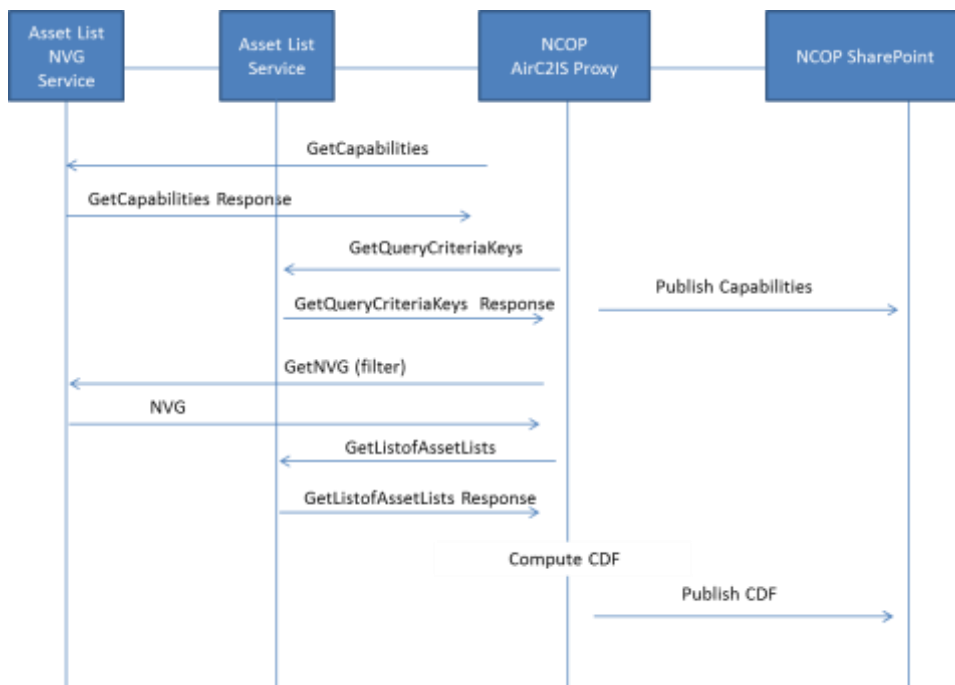 Asset List
NVG
Service
Asset List
Service
NCOP
AirC2IS Proxy
NCOP SharePoint
GetCapabilities
GetCapabilities Response
GetQueryCriteriaKeys
Publish Capabilities
GetQueryCriteriaKeys Response
GetNVG (filter)
NVG
GetListofAssetLists
GetListofAssetLists Response
Compute CDF
Publish CDF